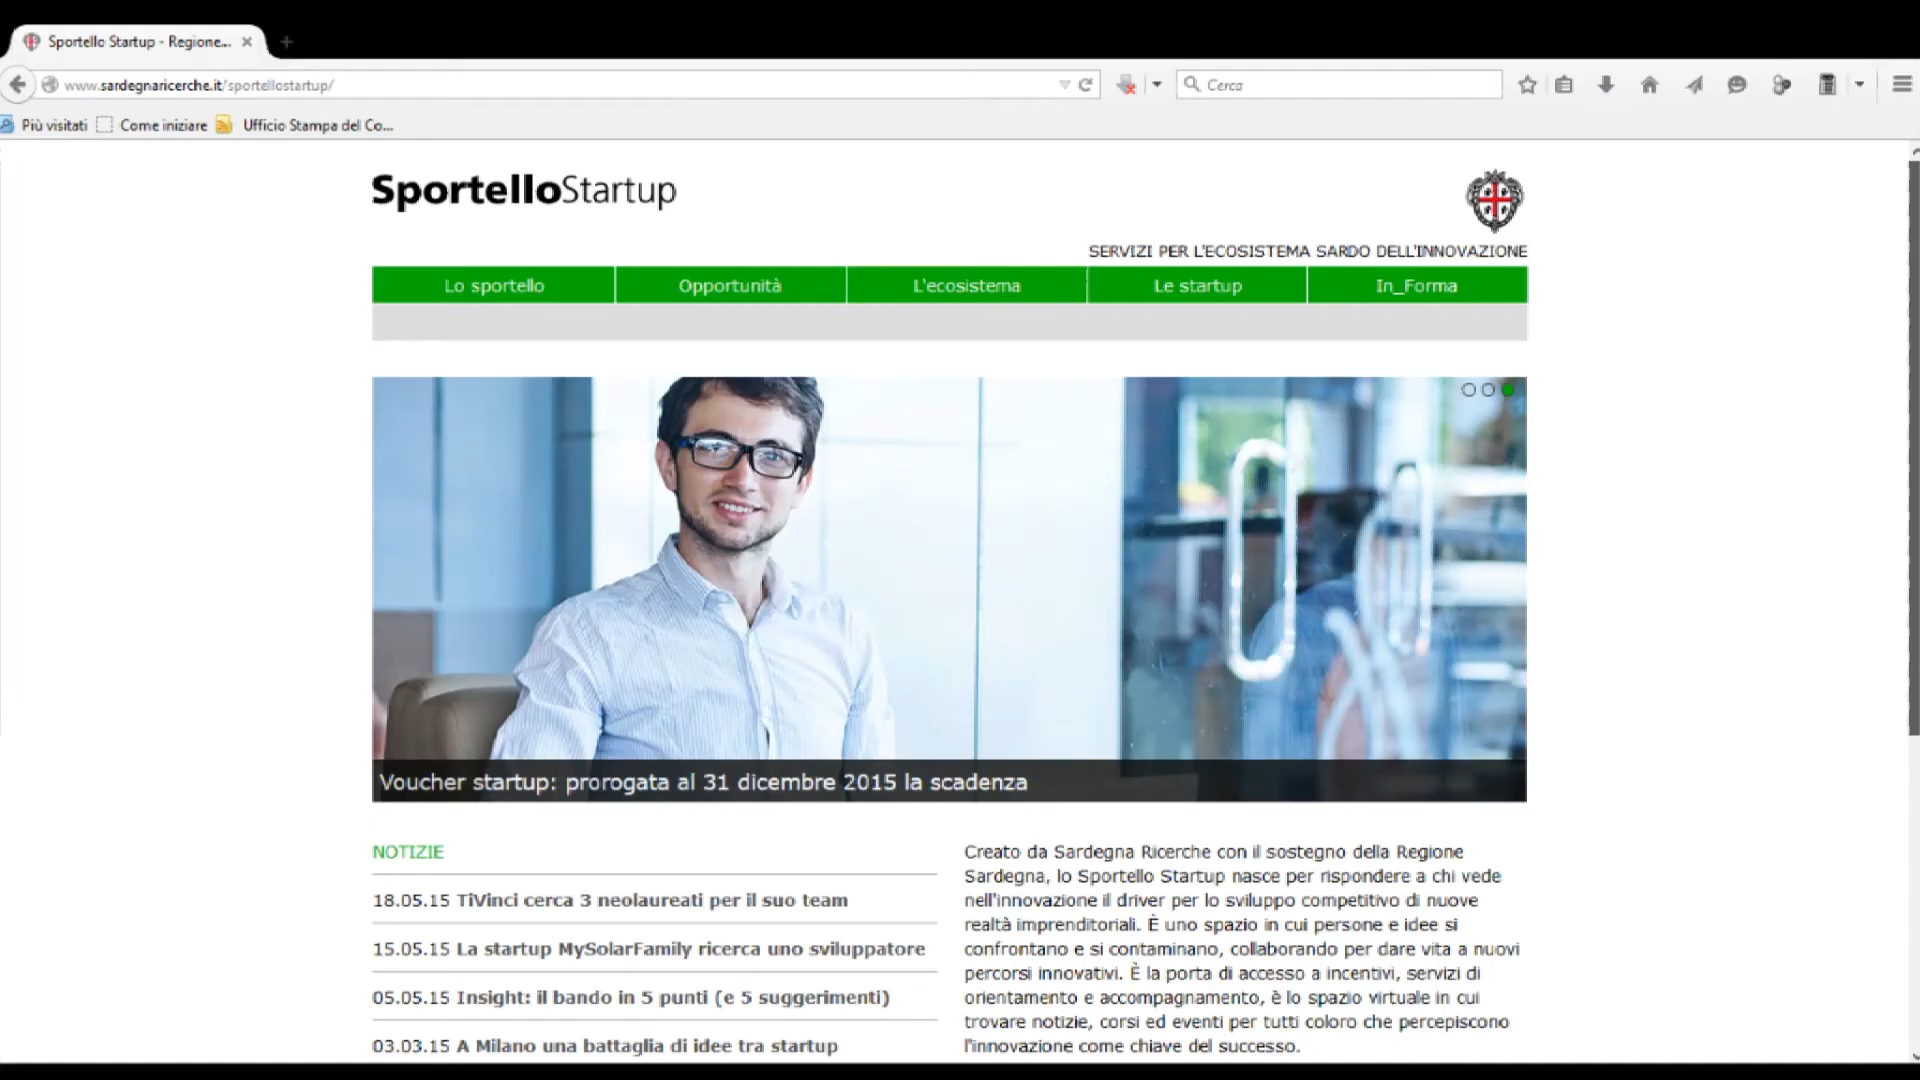 Sportello Startup - Regione...
www.sardegnaricerche.it/sportellostartup/
Cerca
Più visitati
Come iniziare
Ufficio Stampa del Co...
SportelloStartup
SERVIZI PER L'ECOSISTEMA SARDO DELL'INNOVAZIONE
Lo sportello
Opportunità
L'ecosistema
Le startup
In_Forma
Voucher startup: prorogata al 31 dicembre 2015 la scadenza
NOTIZIE
18.05.15 TiVinci cerca 3 neolaureati per il suo team
15.05.15 La startup MySolarFamily ricerca uno sviluppatore
05.05.15 Insight: il bando in 5 punti (e 5 suggerimenti)
03.03.15 A Milano una battaglia di idee tra startup
Creato da Sardegna Ricerche con il sostegno della Regione
Sardegna, lo Sportello Startup nasce per rispondere a chi vede
nell'innovazione il driver per lo sviluppo competitivo di nuove
realtà imprenditoriali. È uno spazio in cui persone e idee si
confrontano e si contaminano, collaborando per dare vita a nuovi
percorsi innovativi. È la porta di accesso a incentivi, servizi di
orientamento e accompagnamento, è lo spazio virtuale in cui
trovare notizie, corsi ed eventi per tutti coloro che percepiscono
l'innovazione come chiave del successo.